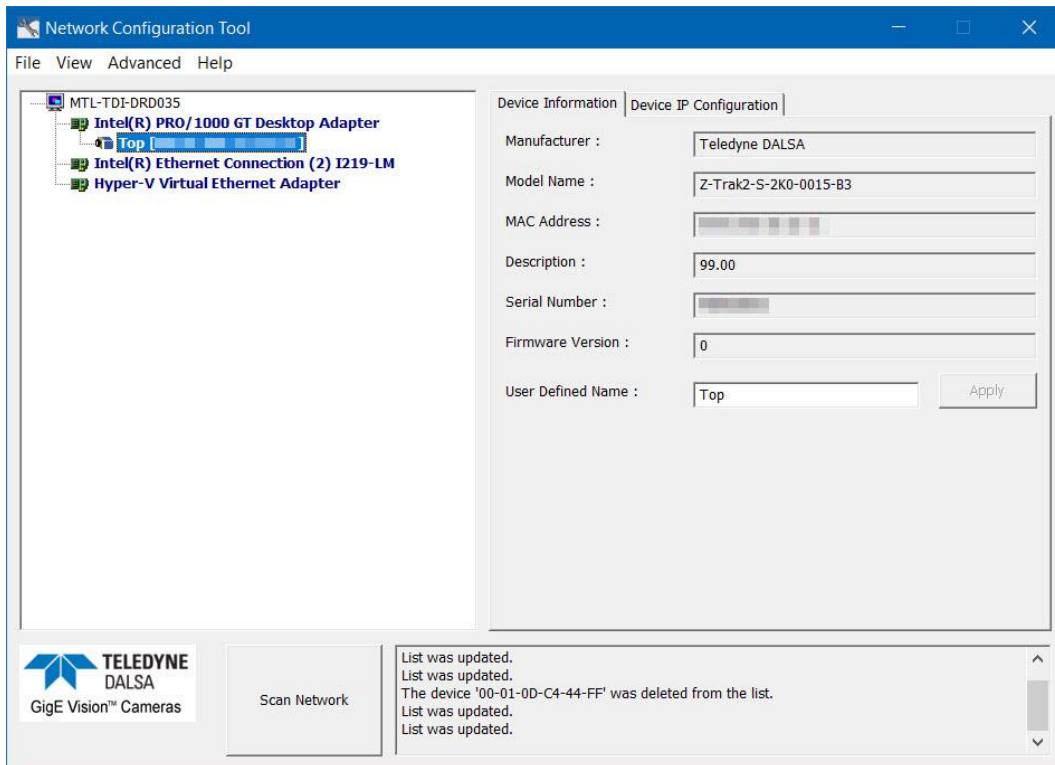 Network Configuration Tool
File View Advanced Help
MTL-TDI-DRD035
Intel(R) PRO/1000 GT Desktop Adapter
Top [ ]
Intel(R) Ethernet Connection (2) I219-LM
Hyper-V Virtual Ethernet Adapter
Device Information Device IP Configuration
Manufacturer : Teledyne DALSA
Model Name : Z-Trak2-S-2K0-0015-B3
MAC Address :
Description : 99.00
Serial Number :
Firmware Version : 0
User Defined Name : Top Apply
TELEDYNE
DALSA
GigE Vision™ Cameras
Scan Network
List was updated.
List was updated.
The device '00-01-0D-C4-44-FF' was deleted from the list.
List was updated.
List was updated.